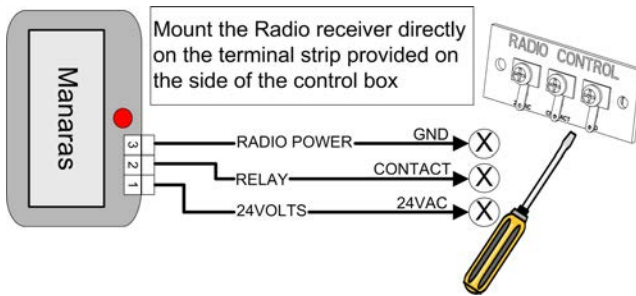 Mount the Radio receiver directly
on the terminal strip provided on
the side of the control box
Manaras
RADIO CONTROL
CONTACT
3 RADIO POWER GND X
2 RELAY CONTACT X
1 24VOLTS 24VAC X